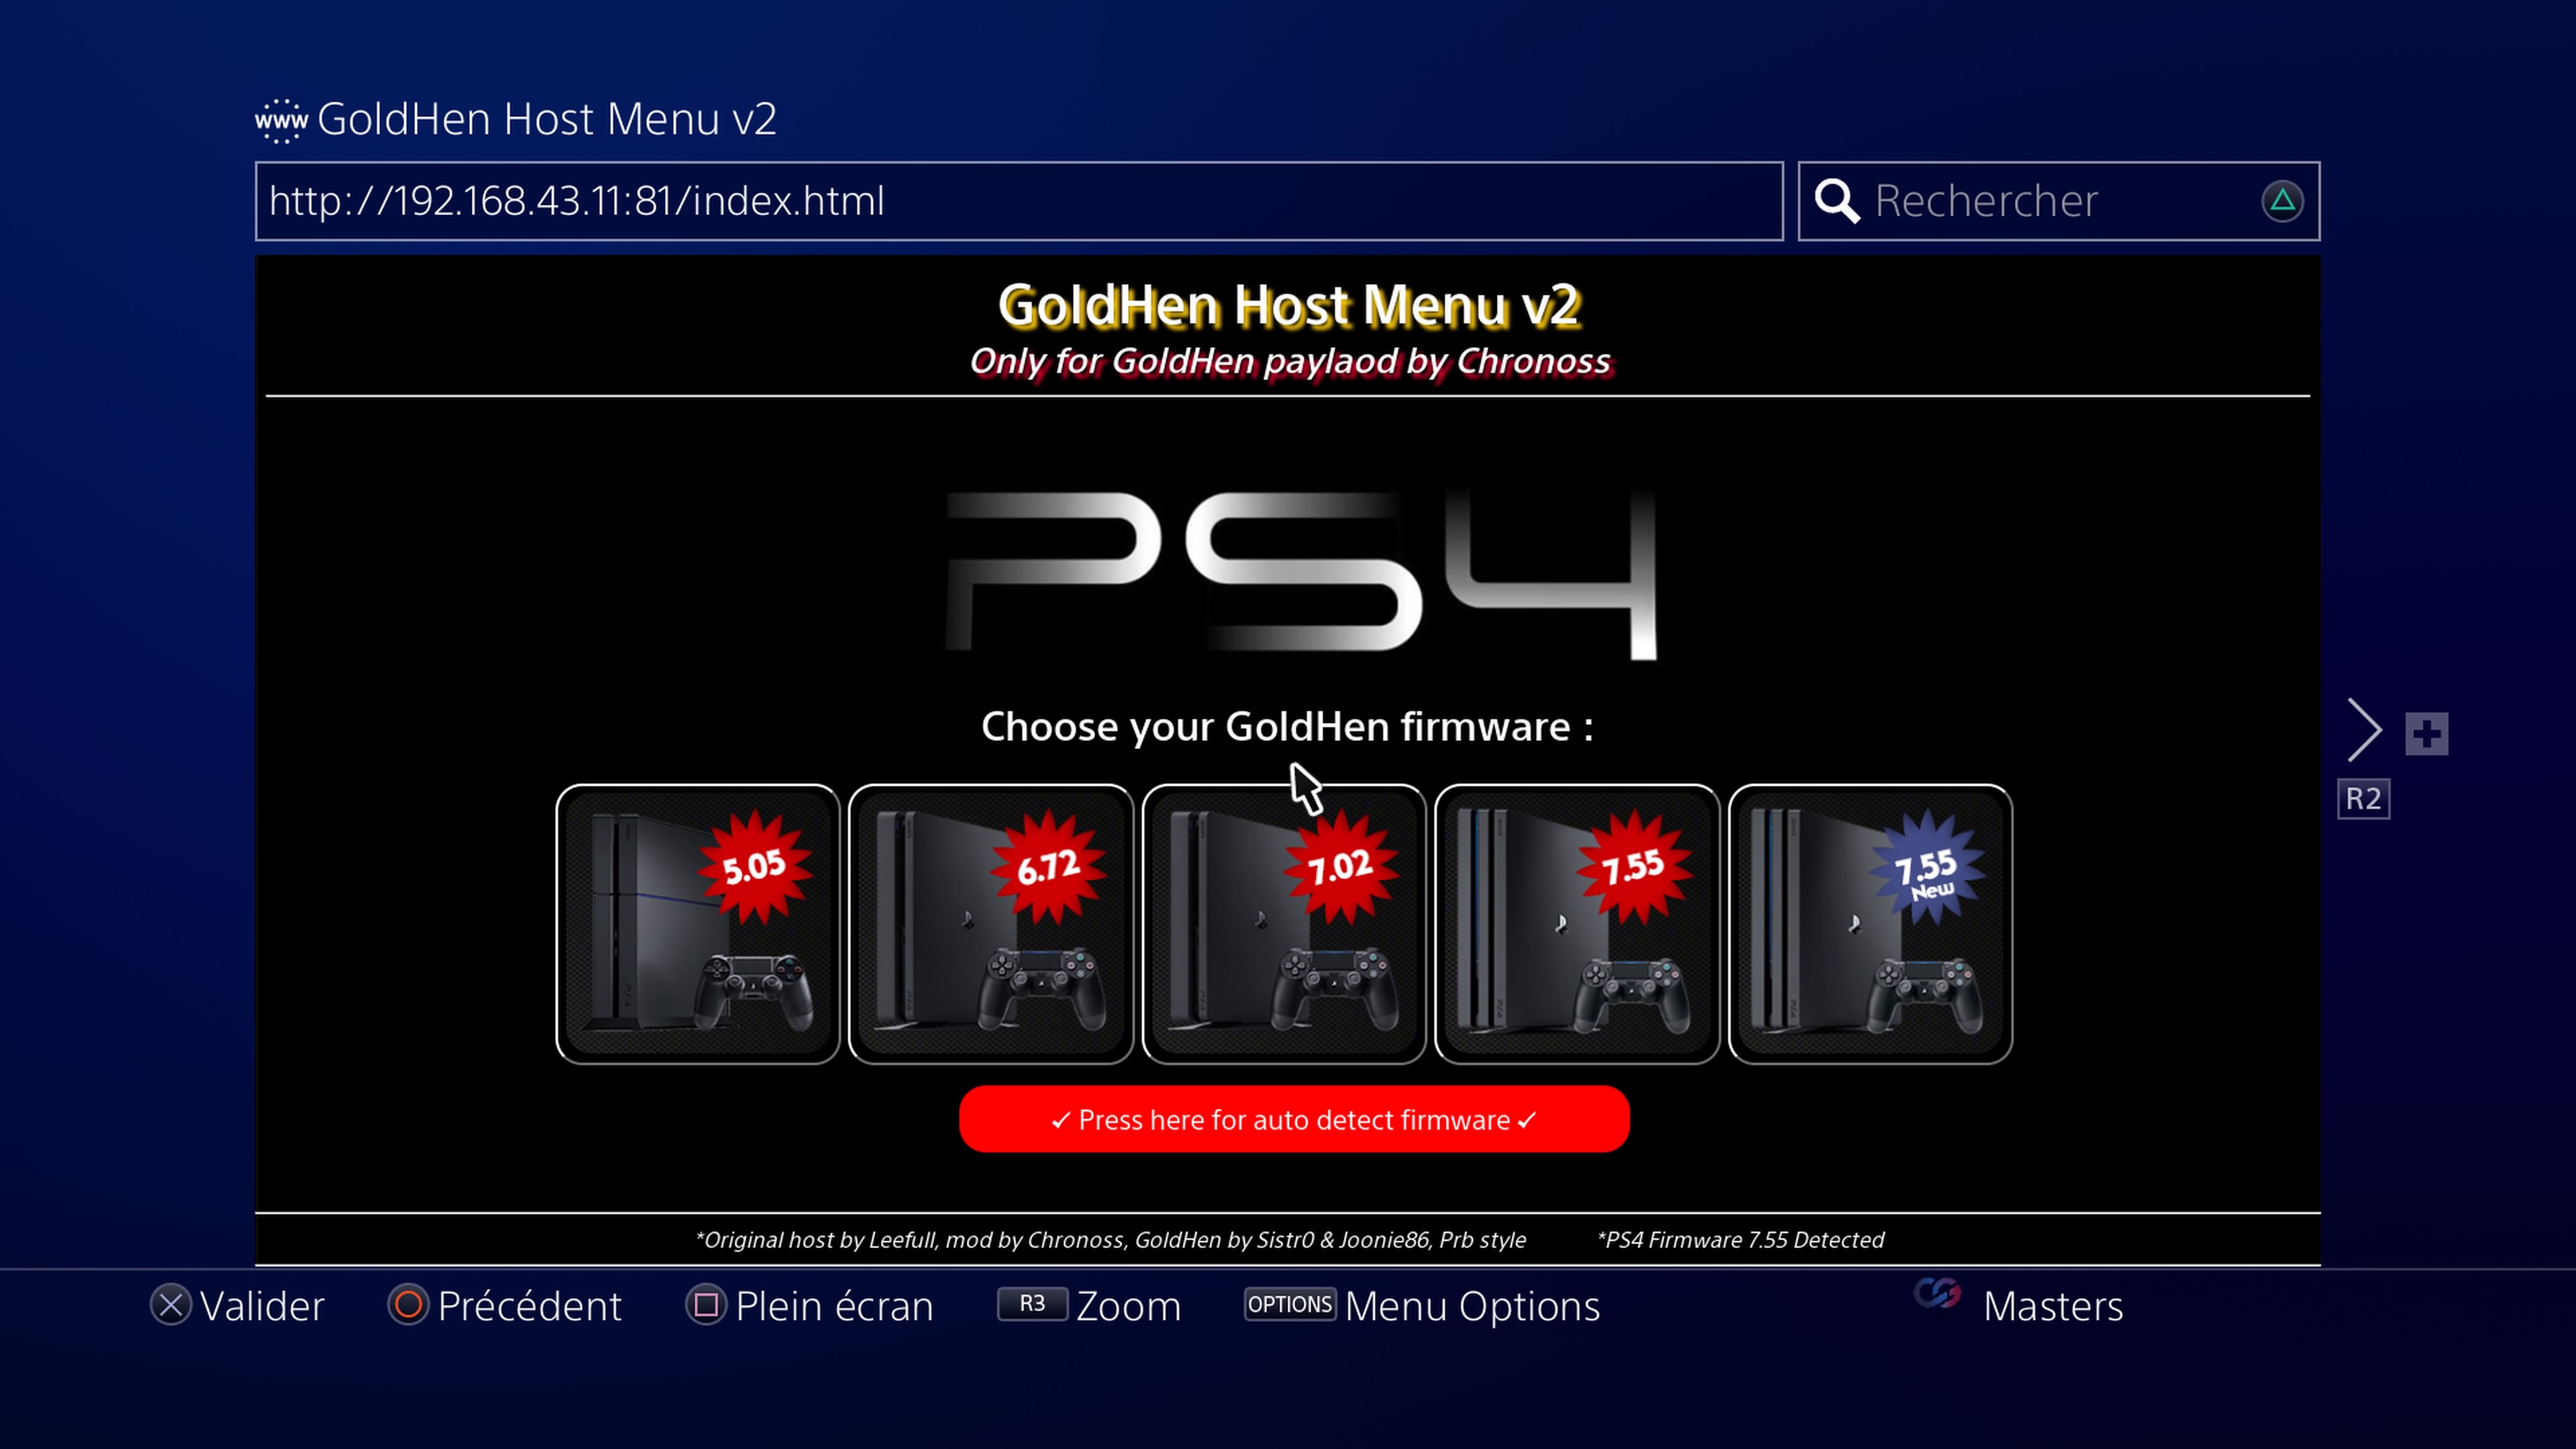 www GoldHen Host Menu v2
http://192.168.43.11:81/index.html
Rechercher
GoldHen Host Menu v2
Only for GoldHen paylaod by Chronoss
PS4
Choose your GoldHen firmware :
5.05
6.72
7.02
7.55
7.55
New
R2
✓ Press here for auto detect firmware ✓
*Original host by Leefull, mod by Chronoss, GoldHen by Sistr0 & Joonie86, Prb style *PS4 Firmware 7.55 Detected
Valider Précédent Plein écran R3 Zoom OPTIONS Menu Options Masters